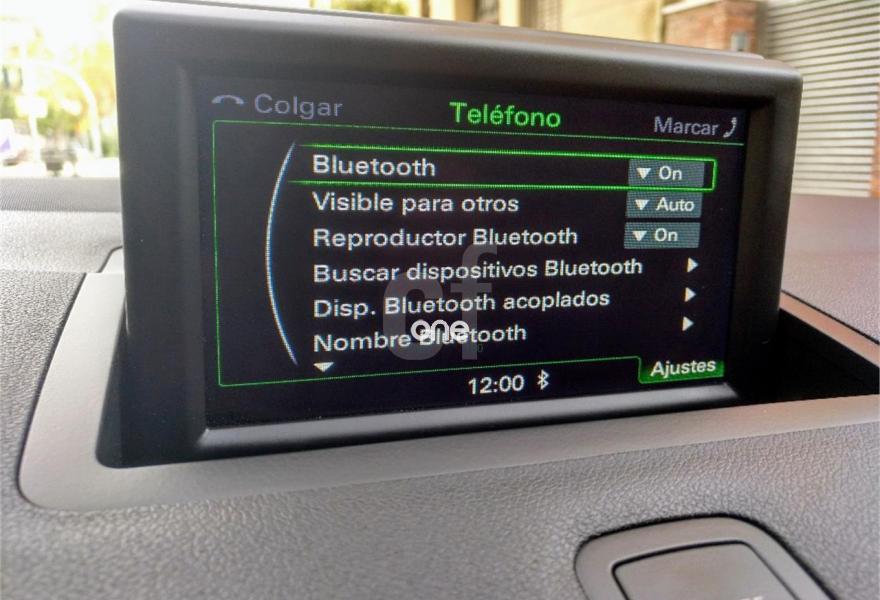 Colgar Teléfono Marcar
Bluetooth On
Visible para otros Auto
Reproductor Bluetooth On
Buscar dispositivos Bluetooth
Disp. Bluetooth acoplados
Nombre Bluetooth
cf
one
12:00 Ajustes